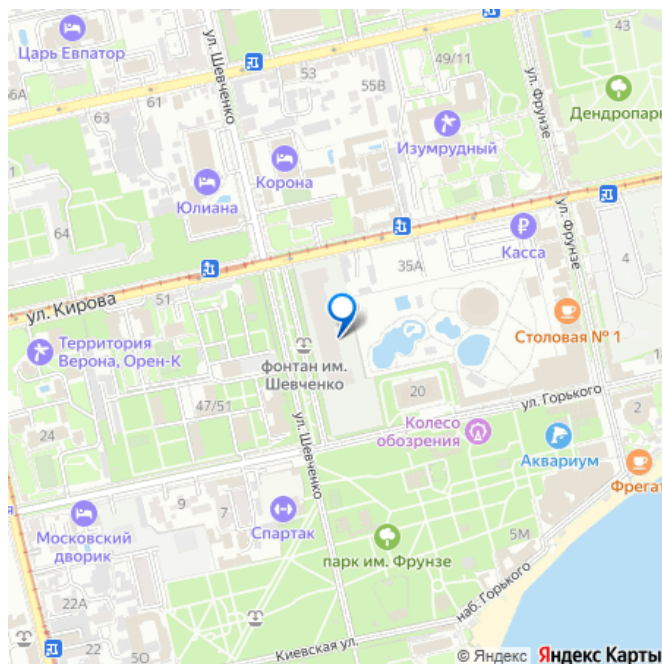 43
Царь Евпатор
ул. Шевченко
49/11
53
55В
ул. Фрунзе
56А
61
63
Дендропарк
Изумрудный
Корона
Юлиана
ул. Фрунзе
64
Касса
35А
4
ул. Кирова
51
Столовая № 1
Территория
Верона, Орен-К
фонтан им.
Шевченко
20
47/51
ул. Горького
2
24
ул. Шевченко
Колесо
обозрения
Аквариум
Фрегат
9
7
Московский
дворик
Спартак
5М
парк им. Фрунзе
22А
наб. Горького
50
Киевская ул.
© Яндекс Яндекс Карты